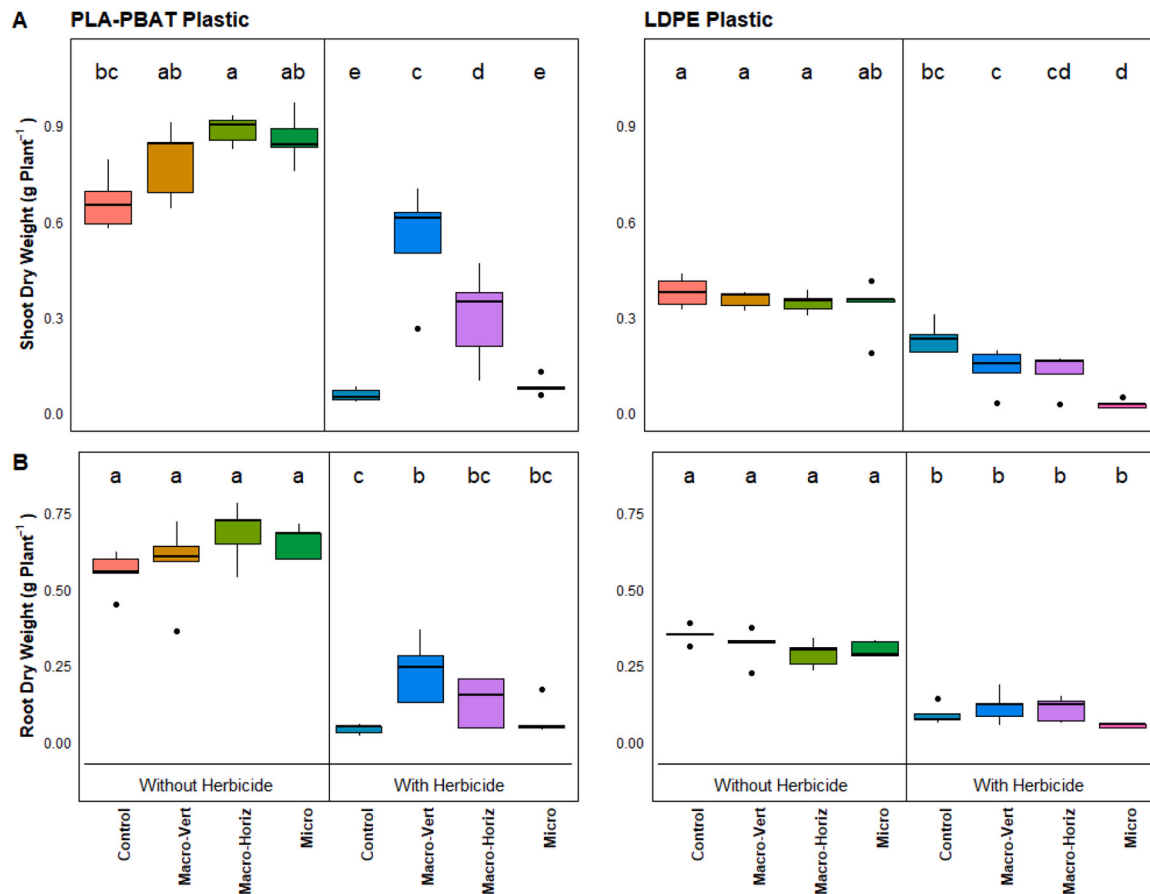 A PLA-PBAT Plastic LDPE Plastic
bc ab a ab e c d e a a a ab bc c cd d
Shoot Dry Weight (g Plant⁻¹)
0.9 0.9
0.6 0.6
0.3 0.3
0.0 0.0
B
a a a a c b bc bc a a a a b b b b
Root Dry Weight (g Plant⁻¹)
0.75 0.75
0.50 0.50
0.25 0.25
0.00 0.00
Without Herbicide With Herbicide Without Herbicide With Herbicide
Control Macro-Vert Macro-Horiz Micro Control Macro-Vert Macro-Horiz Micro Control Macro-Vert Macro-Horiz Micro Control Macro-Vert Macro-Horiz Micro